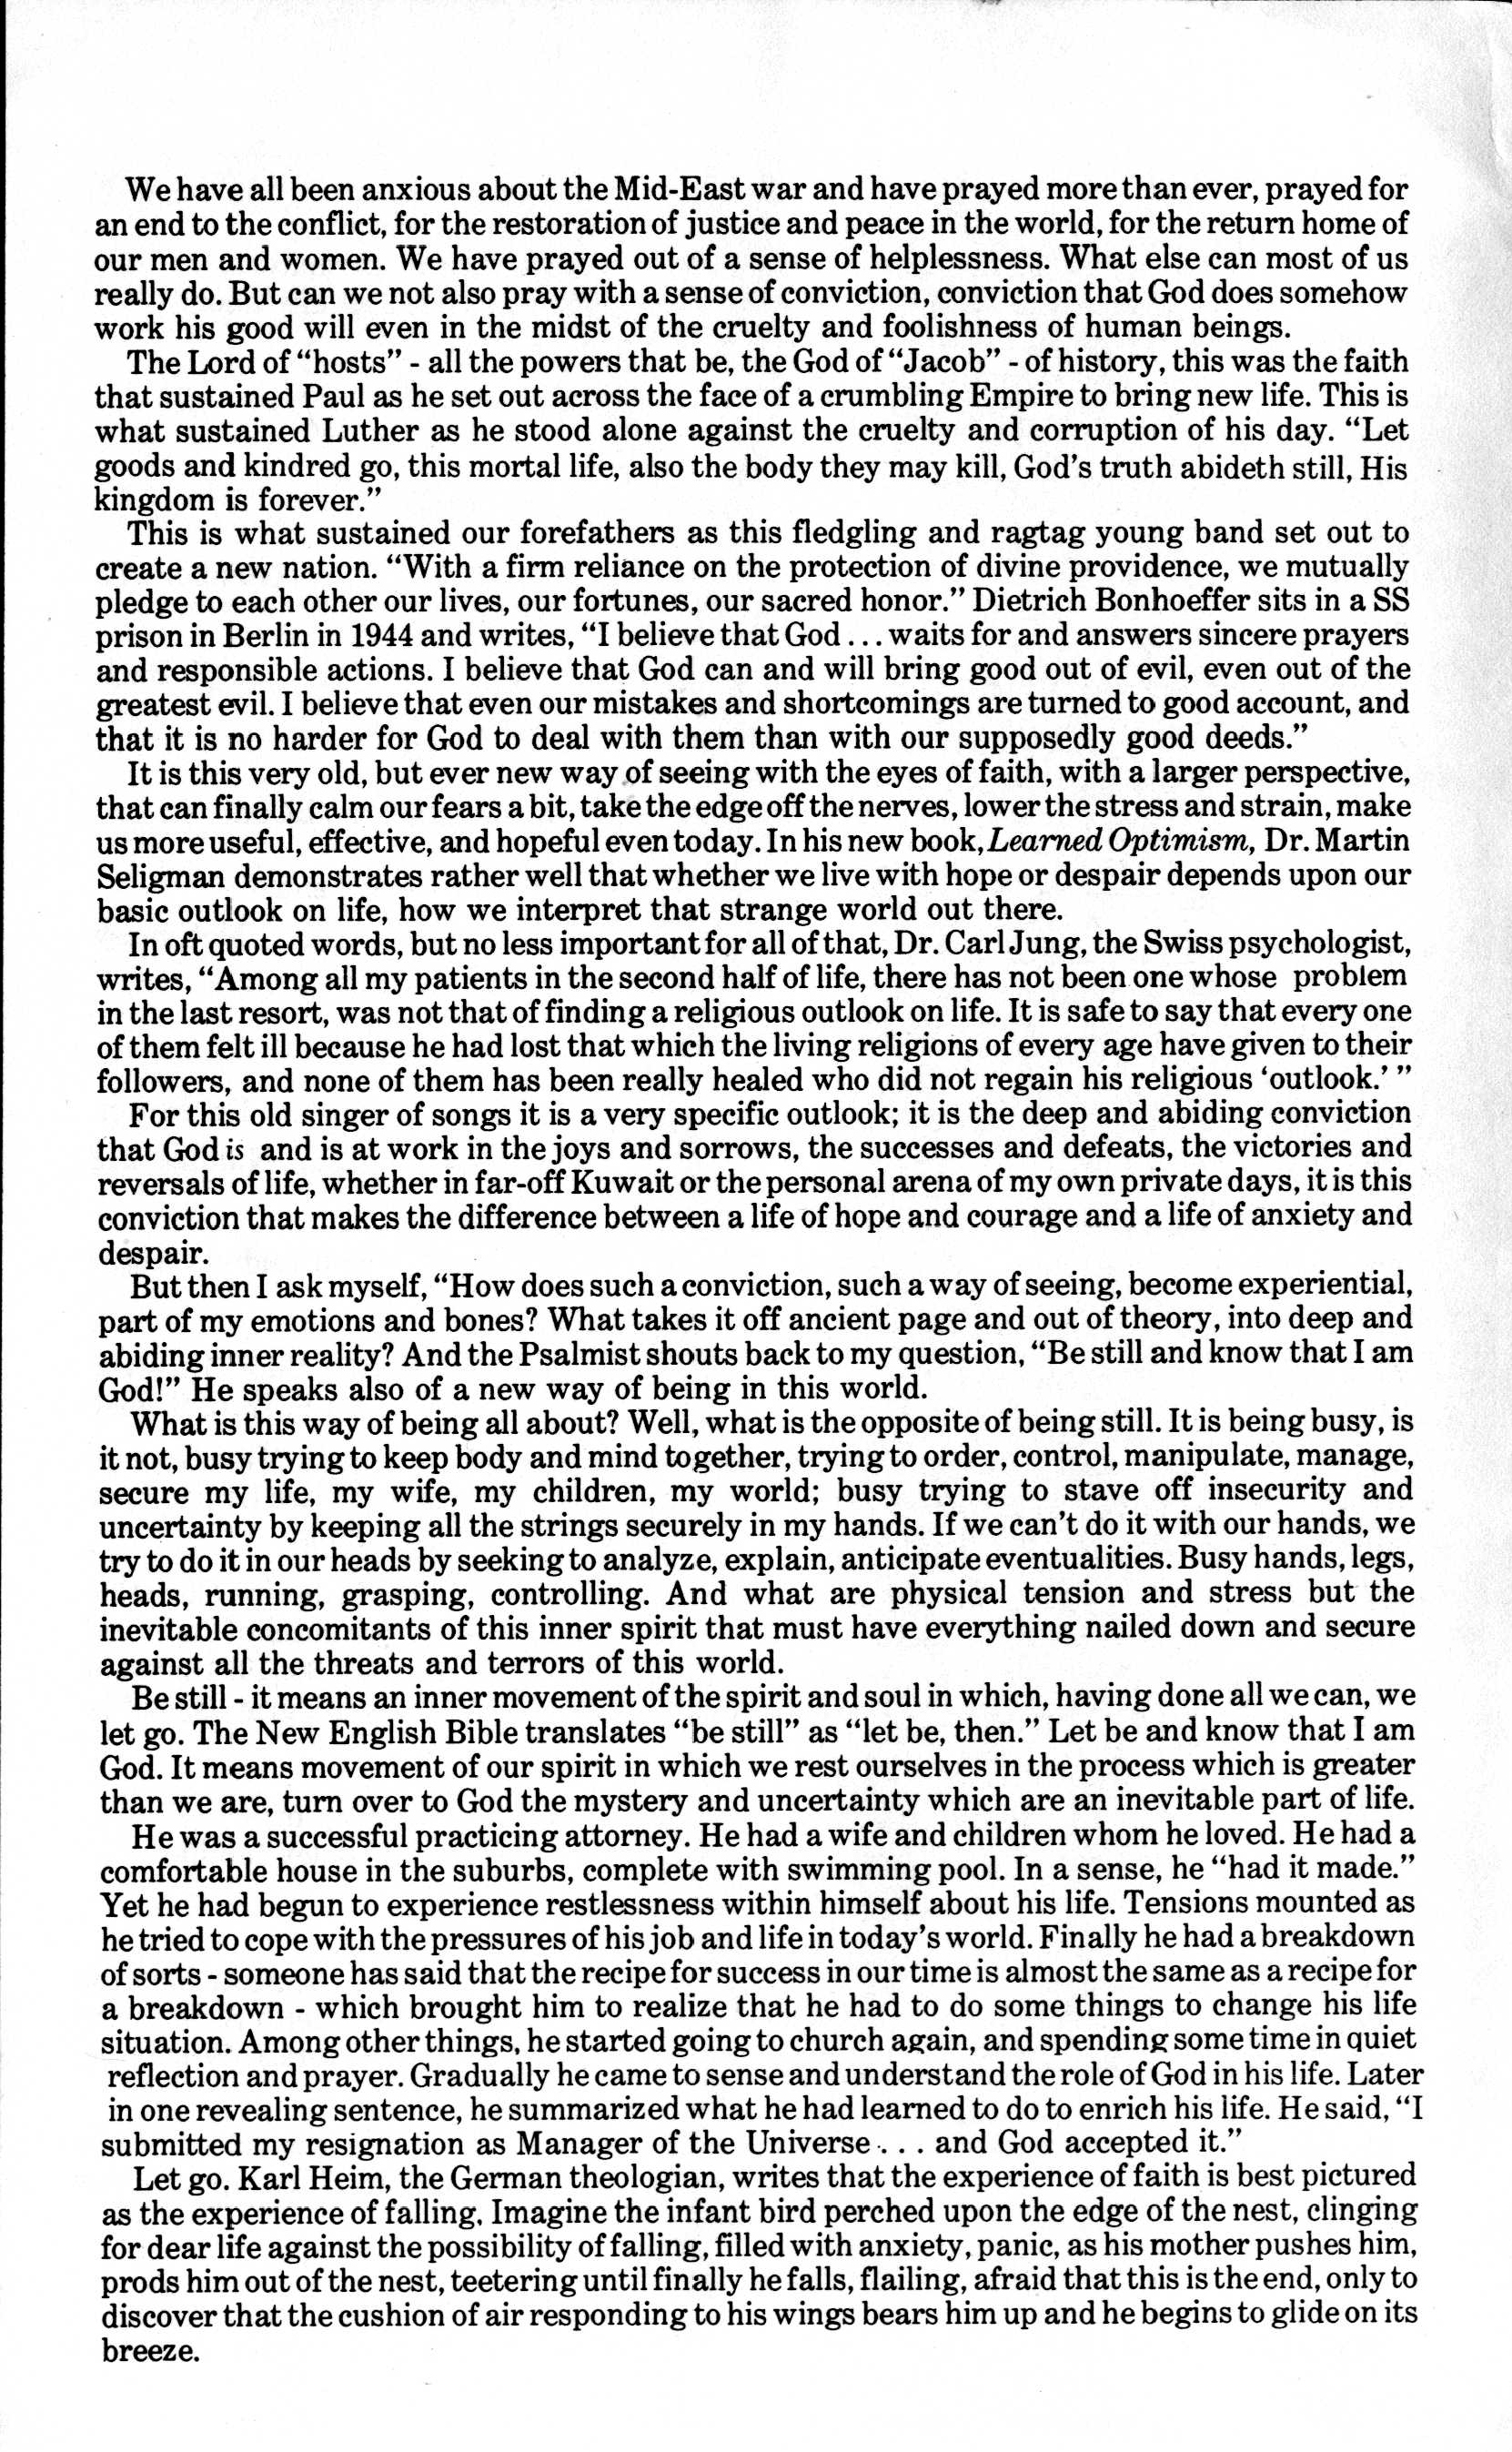 We have all been anxious about the Mid-East war and have prayed more than ever, prayed for
an end to the conflict, for the restoration of justice and peace in the world, for the return home of
our men and women. We have prayed out of a sense of helplessness. What else can most of us
really do. But can we not also pray with a sense of conviction, conviction that God does somehow
work his good will even in the midst of the cruelty and foolishness of human beings.
The Lord of “hosts” - all the powers that be, the God of “Jacob” - of history, this was the faith
that sustained Paul as he set out across the face of a crumbling Empire to bring new life. This is
what sustained Luther as he stood alone against the cruelty and corruption of his day. “Let
goods and kindred go, this mortal life, also the body they may kill, God’s truth abideth still, His
kingdom is forever.”
This is what sustained our forefathers as this fledgling and ragtag young band set out to
create a new nation. “With a firm reliance on the protection of divine providence, we mutually
pledge to each other our lives, our fortunes, our sacred honor.” Dietrich Bonhoeffer sits in a SS
prison in Berlin in 1944 and writes, “I believe that God . . . waits for and answers sincere prayers
and responsible actions. I believe that God can and will bring good out of evil, even out of the
greatest evil. I believe that even our mistakes and shortcomings are turned to good account, and
that it is no harder for God to deal with them than with our supposedly good deeds.”
It is this very old, but ever new way of seeing with the eyes of faith, with a larger perspective,
that can finally calm our fears a bit, take the edge off the nerves, lower the stress and strain, make
us more useful, effective, and hopeful even today. In his new book, Learned Optimism, Dr. Martin
Seligman demonstrates rather well that whether we live with hope or despair depends upon our
basic outlook on life, how we interpret that strange world out there.
In oft quoted words, but no less important for all of that, Dr. Carl Jung, the Swiss psychologist,
writes, “Among all my patients in the second half of life, there has not been one whose problem
in the last resort, was not that of finding a religious outlook on life. It is safe to say that every one
of them felt ill because he had lost that which the living religions of every age have given to their
followers, and none of them has been really healed who did not regain his religious ‘outlook.’ ”
For this old singer of songs it is a very specific outlook; it is the deep and abiding conviction
that God is and is at work in the joys and sorrows, the successes and defeats, the victories and
reversals of life, whether in far-off Kuwait or the personal arena of my own private days, it is this
conviction that makes the difference between a life of hope and courage and a life of anxiety and
despair.
But then I ask myself, “How does such a conviction, such a way of seeing, become experiential,
part of my emotions and bones? What takes it off ancient page and out of theory, into deep and
abiding inner reality? And the Psalmist shouts back to my question, “Be still and know that I am
God!” He speaks also of a new way of being in this world.
What is this way of being all about? Well, what is the opposite of being still. It is being busy, is
it not, busy trying to keep body and mind together, trying to order, control, manipulate, manage,
secure my life, my wife, my children, my world; busy trying to stave off insecurity and
uncertainty by keeping all the strings securely in my hands. If we can’t do it with our hands, we
try to do it in our heads by seeking to analyze, explain, anticipate eventualities. Busy hands, legs,
heads, running, grasping, controlling. And what are physical tension and stress but the
inevitable concomitants of this inner spirit that must have everything nailed down and secure
against all the threats and terrors of this world.
Be still - it means an inner movement of the spirit and soul in which, having done all we can, we
let go. The New English Bible translates “be still” as “let be, then.” Let be and know that I am
God. It means movement of our spirit in which we rest ourselves in the process which is greater
than we are, turn over to God the mystery and uncertainty which are an inevitable part of life.
He was a successful practicing attorney. He had a wife and children whom he loved. He had a
comfortable house in the suburbs, complete with swimming pool. In a sense, he “had it made.”
Yet he had begun to experience restlessness within himself about his life. Tensions mounted as
he tried to cope with the pressures of his job and life in today’s world. Finally he had a breakdown
of sorts - someone has said that the recipe for success in our time is almost the same as a recipe for
a breakdown - which brought him to realize that he had to do some things to change his life
situation. Among other things, he started going to church again, and spending some time in quiet
reflection and prayer. Gradually he came to sense and understand the role of God in his life. Later
in one revealing sentence, he summarized what he had learned to do to enrich his life. He said, “I
submitted my resignation as Manager of the Universe . . . and God accepted it.”
Let go. Karl Heim, the German theologian, writes that the experience of faith is best pictured
as the experience of falling. Imagine the infant bird perched upon the edge of the nest, clinging
for dear life against the possibility of falling, filled with anxiety, panic, as his mother pushes him,
prods him out of the nest, teetering until finally he falls, flailing, afraid that this is the end, only to
discover that the cushion of air responding to his wings bears him up and he begins to glide on its
breeze.